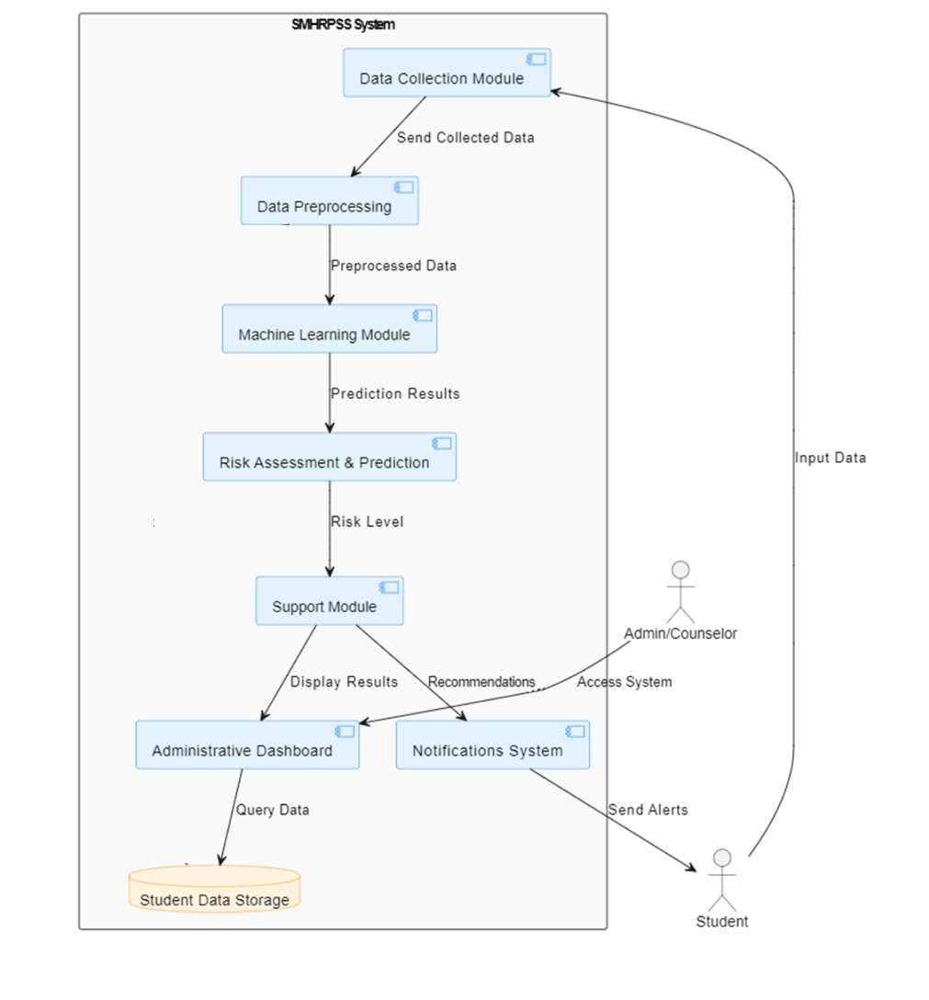 SMHRPSS System
Data Collection Module
Send Collected Data
Data Preprocessing
Preprocessed Data
Machine Learning Module
Prediction Results
Risk Assessment & Prediction
Input Data
Risk Level
Support Module
Admin/Counselor
Display Results
Recommendations...
Access System
Administrative Dashboard
Notifications System
Query Data
Send Alerts
Student Data Storage
Student